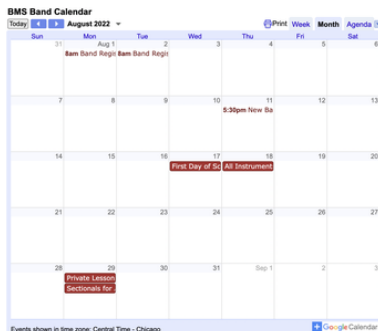 BMS Band Calendar
Today August 2022 Print Week Month Agenda
Sun Mon Tue Wed Thu Fri Sat
31 Aug 1 2 3 4 5 6
8am Band Regis 8am Band Regis
7 8 9 10 11 12 13
5:30pm New Ba
14 15 16 17 18 19 20
First Day of Sc All Instrument
21 22 23 24 25 26 27
28 29 30 31 Sep 1 2 3
Private Lesson
Sectionals for
Events shown in time zone: Central Time - Chicago
Google Calendar